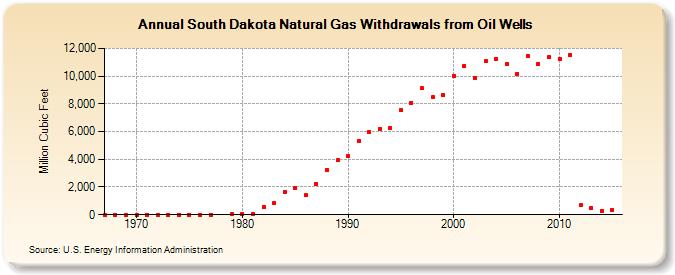 Annual South Dakota Natural Gas Withdrawals from Oil Wells
Million Cubic Feet
12,000
10,000
8,000
6,000
4,000
2,000
0
1970 1980 1990 2000 2010
Source: U.S. Energy Information Administration